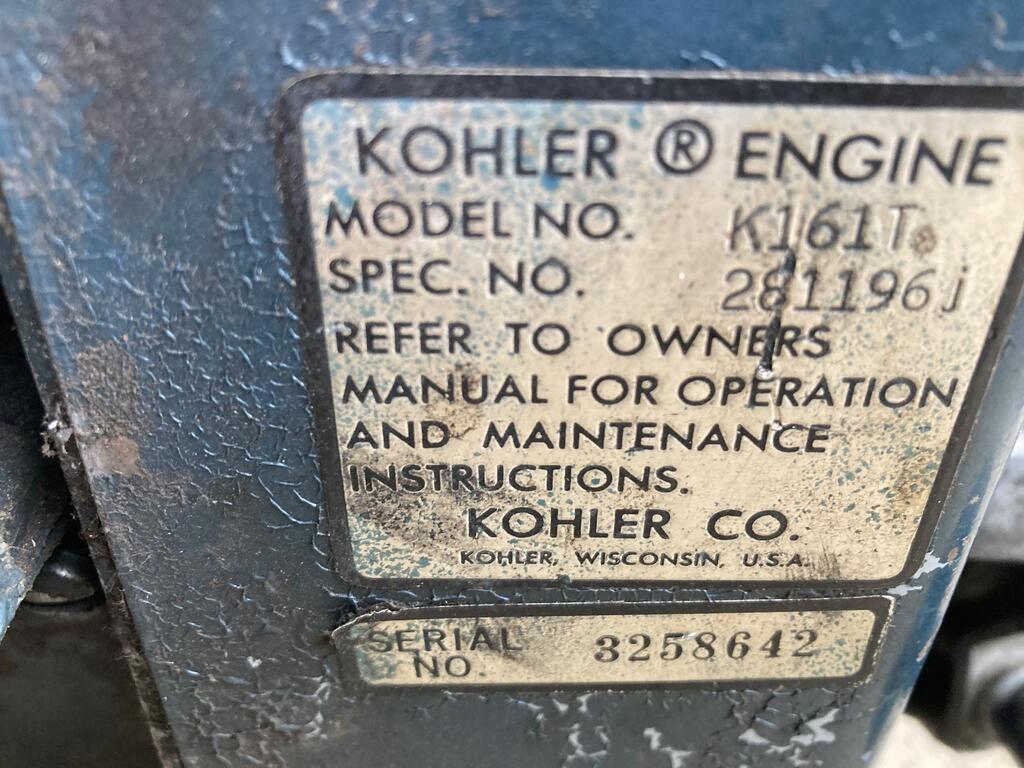 KOHLER ® ENGINE
MODEL NO. K161T
SPEC. NO. 281196j
REFER TO OWNERS
MANUAL FOR OPERATION
AND MAINTENANCE
INSTRUCTIONS.
KOHLER CO.
KOHLER, WISCONSIN, U.S.A.
SERIAL NO. 3258642